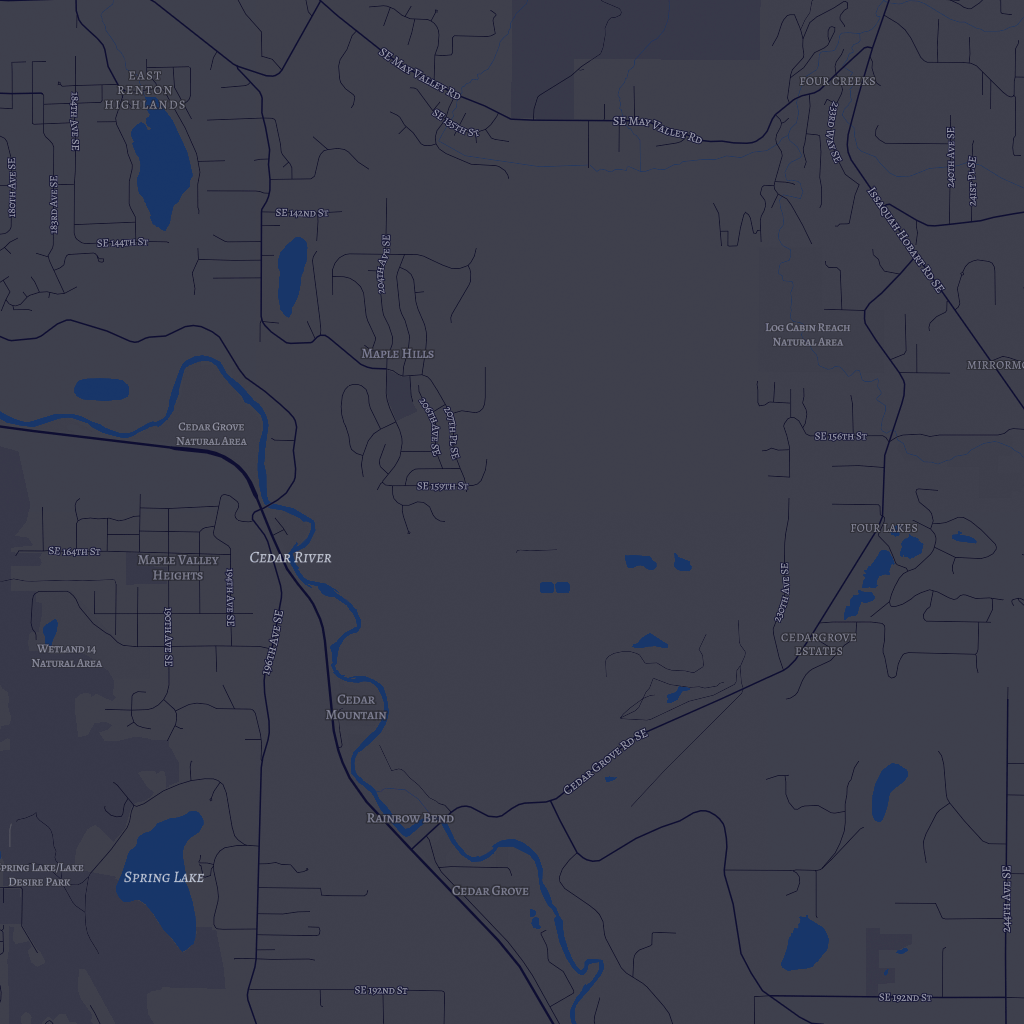 SE May Valley Rd
East
Renton
Highlands
Four Creeks
184th Ave SE
SE 135th St
SE May Valley Rd
233rd Way SE
240th Ave SE
241st Pl SE
180th Ave SE
183rd Ave SE
SE 142nd St
Issaquah Hobart Rd SE
SE 144th St
204th Ave SE
Log Cabin Reach
Natural Area
Maple Hills
Mirrormo
206th Ave SE
207th Pl SE
Cedar Grove
Natural Area
SE 156th St
SE 159th St
Four Lakes
SE 164th St
Cedar River
Maple Valley
Heights
194th Ave SE
230th Ave SE
190th Ave SE
196th Ave SE
Cedargrove
Estates
Wetland 14
Natural Area
Cedar
Mountain
Cedar Grove Rd SE
Rainbow Bend
pring Lake/Lake
Desire Park
Spring Lake
Cedar Grove
244th Ave SE
SE 192nd St
SE 192nd St